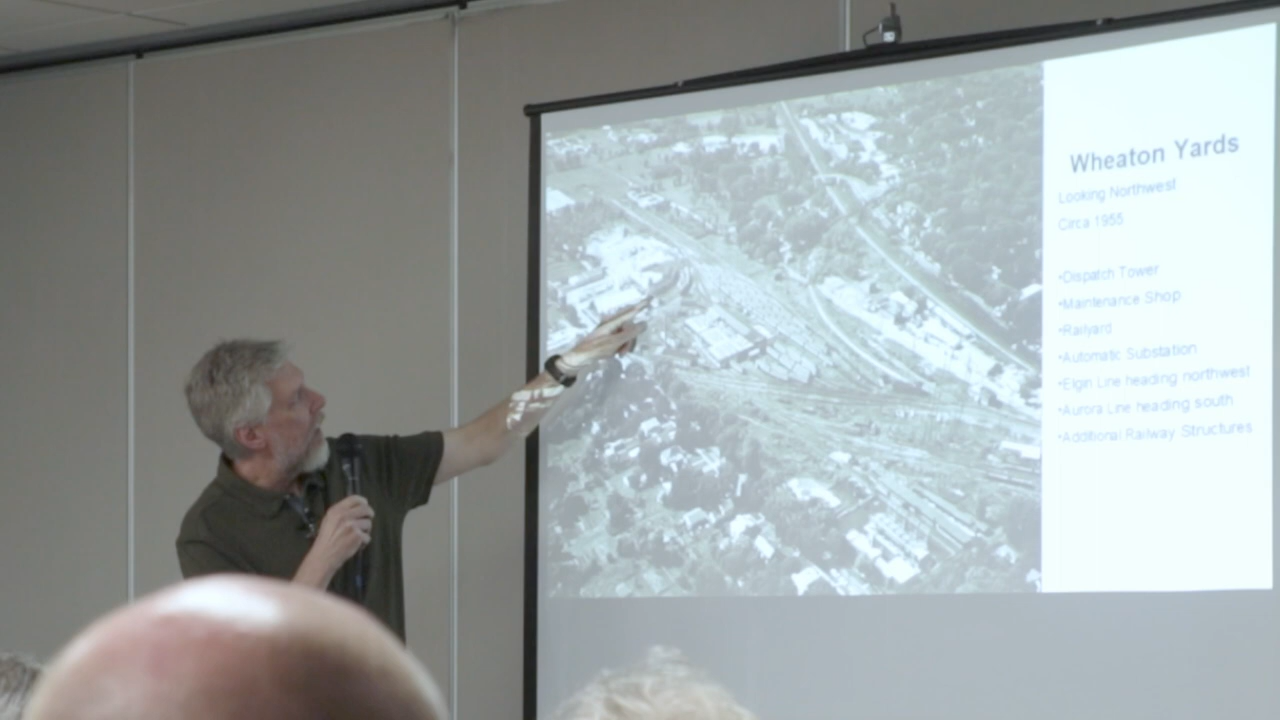 Wheaton Yards
Looking Northwest
Circa 1955
•Dispatch Tower
•Maintenance Shop
•Railyard
•Automatic Substation
•Elgin Line heading northwest
•Aurora Line heading south
•Additional Railway Structures